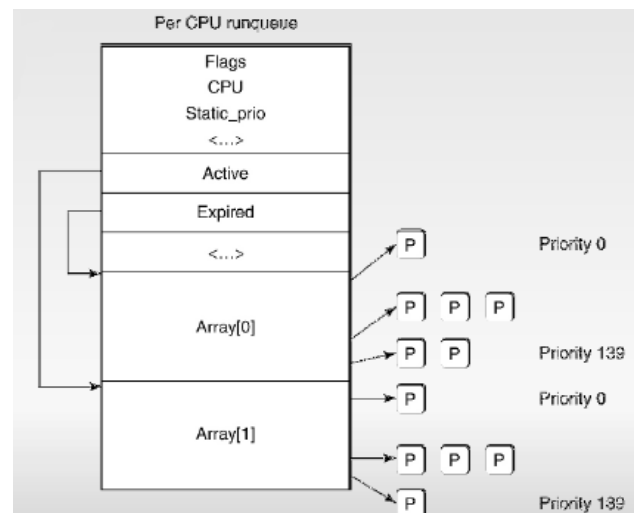 Per CPU runqueue
Flags
CPU
Static_prio
<...>
Active
Expired
<...>
P Priority 0
Array[0]
P P P
P P Priority 139
P Priority 0
Array[1]
P P P
P Priority 139